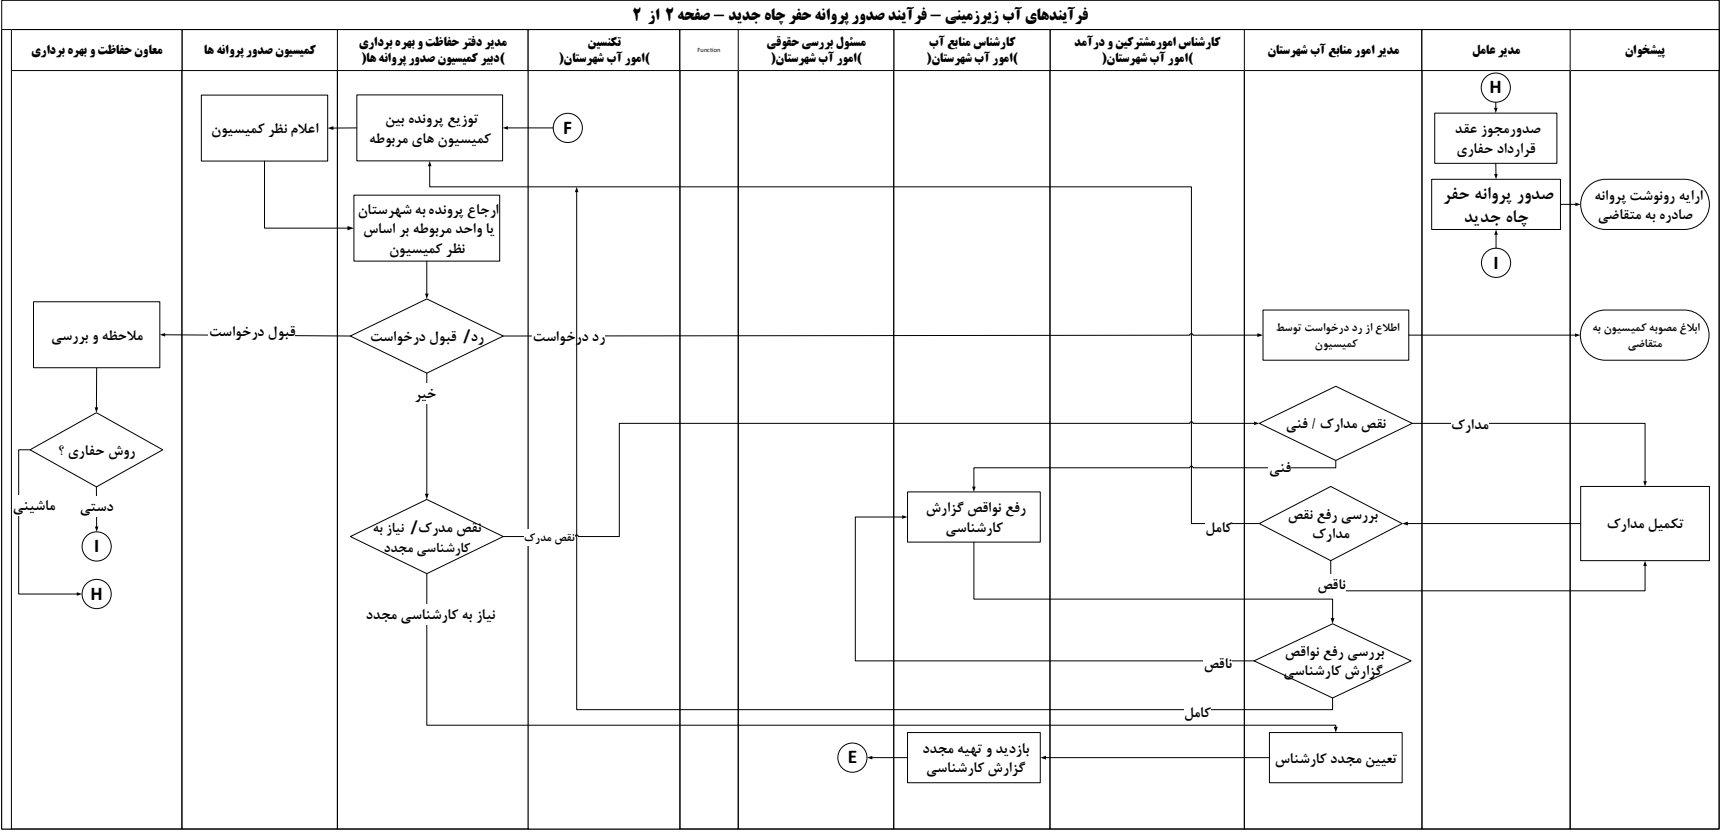 فرآیندهای آب زیرزمینی – فرآیند صدور پروانه حفر چاه جدید – صفحه ۲ از ۲
پیشخوان
مدیر عامل
مدیر امور منابع آب شهرستان
کارشناس امورمشترکین و درآمد
)امور آب شهرستان(
کارشناس منابع آب
)امور آب شهرستان(
مسئول بررسی حقوقی
)امور آب شهرستان(
Function
تکنسین
)امور آب شهرستان(
مدیر دفتر حفاظت و بهره برداری
)دبیر کمیسیون صدور پروانه ها(
کمیسیون صدور پروانه ها
معاون حفاظت و بهره برداری
H
صدورمجوز عقد
قرارداد حفاری
صدور پروانه حفر
چاه جدید
I
ارایه رونوشت پروانه
صادره به متقاضی
F
توزیع پرونده بین
کمیسیون های مربوطه
اعلام نظر کمیسیون
ارجاع پرونده به شهرستان
یا واحد مربوطه بر اساس
نظر کمیسیون
رد/ قبول درخواست
قبول درخواست
رد درخواست
خیر
ملاحظه و بررسی
روش حفاری ؟
ماشینی
دستی
I
H
اطلاع از رد درخواست توسط
کمیسیون
ابلاغ مصوبه کمیسیون به
متقاضی
نقص مدارک / فنی
مدارک
فنی
رفع نواقص گزارش
کارشناسی
بررسی رفع نقص
مدارک
کامل
ناقص
تکمیل مدارک
نقص مدرک/ نیاز به
کارشناسی مجدد
نقص مدرک
نیاز به کارشناسی مجدد
بررسی رفع نواقص
گزارش کارشناسی
ناقص
کامل
تعیین مجدد کارشناس
بازدید و تهیه مجدد
گزارش کارشناسی
E